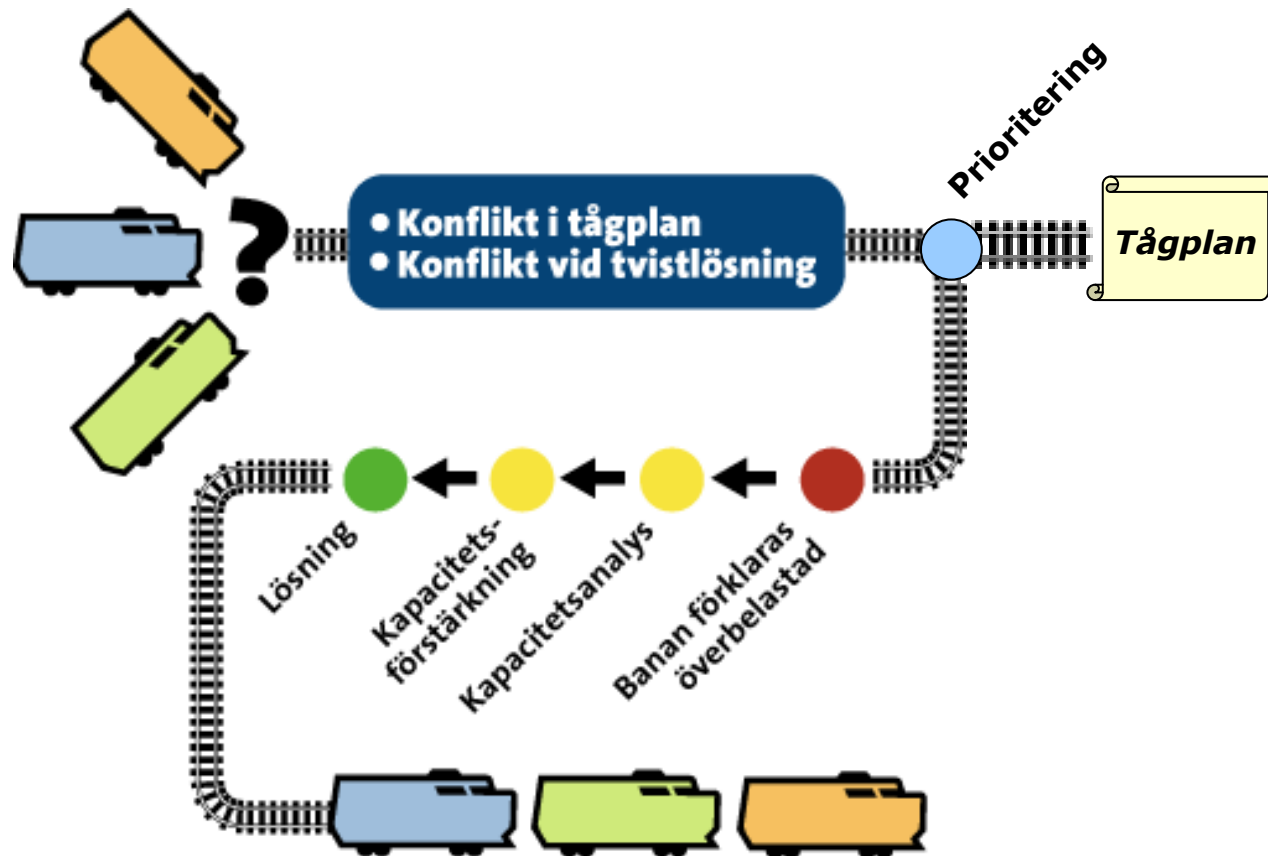 Prioritering
?
• Konflikt i tågplan
• Konflikt vid tvistlösning
Tågplan
Lösning
Kapacitets-
förstärkning
Kapacitetsanalys
Banan förklaras
överbelastad